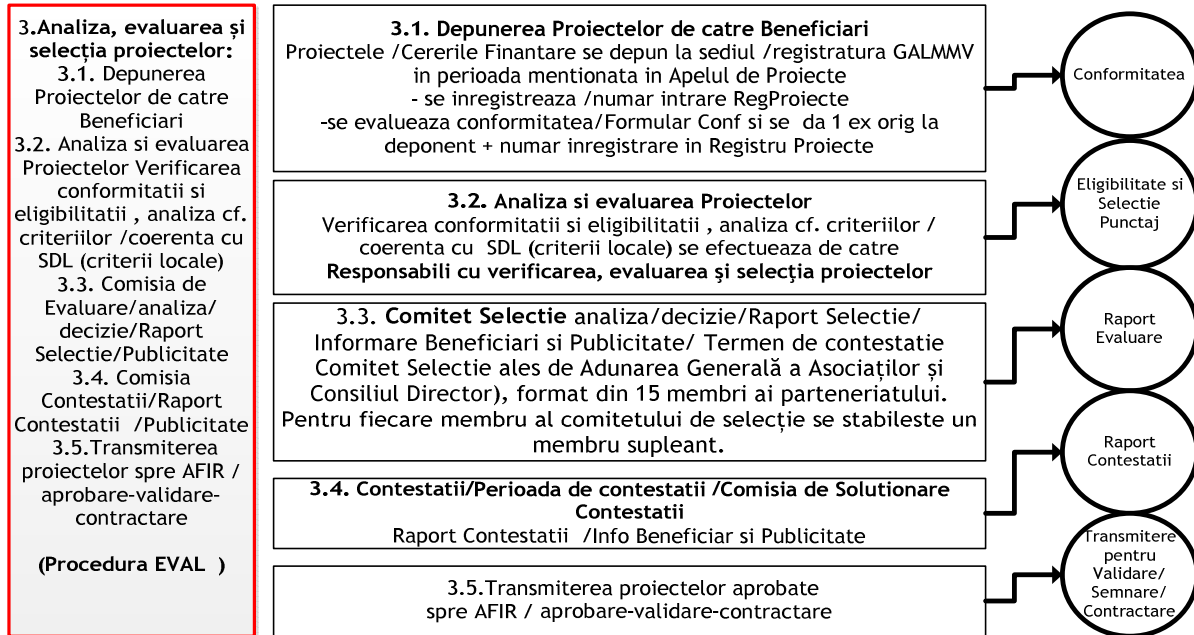 3.Analiza, evaluarea și
selecția proiectelor:
3.1. Depunerea
Proiectelor de catre
Beneficiari
3.2. Analiza si evaluarea
Proiectelor Verificarea
conformitatii si
eligibilitatii , analiza cf.
criteriilor /coerenta cu
SDL (criterii locale)
3.3. Comisia de
Evaluare/analiza/
decizie/Raport
Selectie/Publicitate
3.4. Comisia
Contestatii/Raport
Contestatii /Publicitate
3.5.Transmiterea
proiectelor spre AFIR /
aprobare-validare-
contractare
(Procedura EVAL )
3.1. Depunerea Proiectelor de catre Beneficiari
Proiectele /Cererile Finantare se depun la sediul /registratura GALMMV
in perioada mentionata in Apelul de Proiecte
- se inregistreaza /numar intrare RegProiecte
-se evalueaza conformitatea/Formular Conf si se da 1 ex orig la
deponent + numar inregistrare in Registru Proiecte
Conformitatea
3.2. Analiza si evaluarea Proiectelor
Verificarea conformitatii si eligibilitatii , analiza cf. criteriilor /
coerenta cu SDL (criterii locale) se efectueaza de catre
Responsabili cu verificarea, evaluarea şi selecția proiectelor
Eligibilitate si
Selectie
Punctaj
3.3. Comitet Selectie analiza/decizie/Raport Selectie/
Informare Beneficiari si Publicitate/ Termen de contestatie
Comitet Selectie ales de Adunarea Generală a Asociaților și
Consiliul Director), format din 15 membri ai parteneriatului.
Pentru fiecare membru al comitetului de selecție se stabileste un
membru supleant.
Raport
Evaluare
3.4. Contestatii/Perioada de contestatii /Comisia de Solutionare
Contestatii
Raport Contestatii /Info Beneficiar si Publicitate
Raport
Contestatii
3.5.Transmiterea proiectelor aprobate
spre AFIR / aprobare-validare-contractare
Transmitere
pentru
Validare/
Semnare/
Contractare